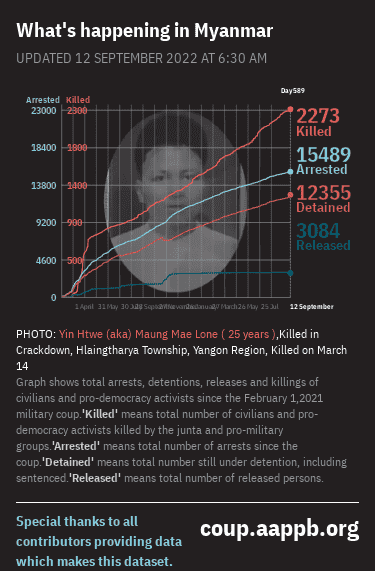 What's happening in Myanmar
UPDATED 12 SEPTEMBER 2022 AT 6:30 AM
Day589
Arrested Killed
23000 2300
2273
Killed
18400 1800
15489
Arrested
13800 1400
12355
Detained
9200 900
3084
Released
4600 500
0
1 April 31 May 30 Jul March 26 May 25 Jul 12 September
PHOTO: Yin Htwe (aka) Maung Mae Lone ( 25 years ),Killed in
Crackdown, Hlaingtharya Township, Yangon Region, Killed on March
14
Graph shows total arrests, detentions, releases and killings of
civilians and pro-democracy activists since the February 1,2021
military coup.'Killed' means total number of civilians and pro-
democracy activists killed by the junta and pro-military
groups.'Arrested' means total number of arrests since the
coup.'Detained' means total number still under detention, including
sentenced.'Released' means total number of released persons.
Special thanks to all
contributors providing data
which makes this dataset.
coup.aappb.org